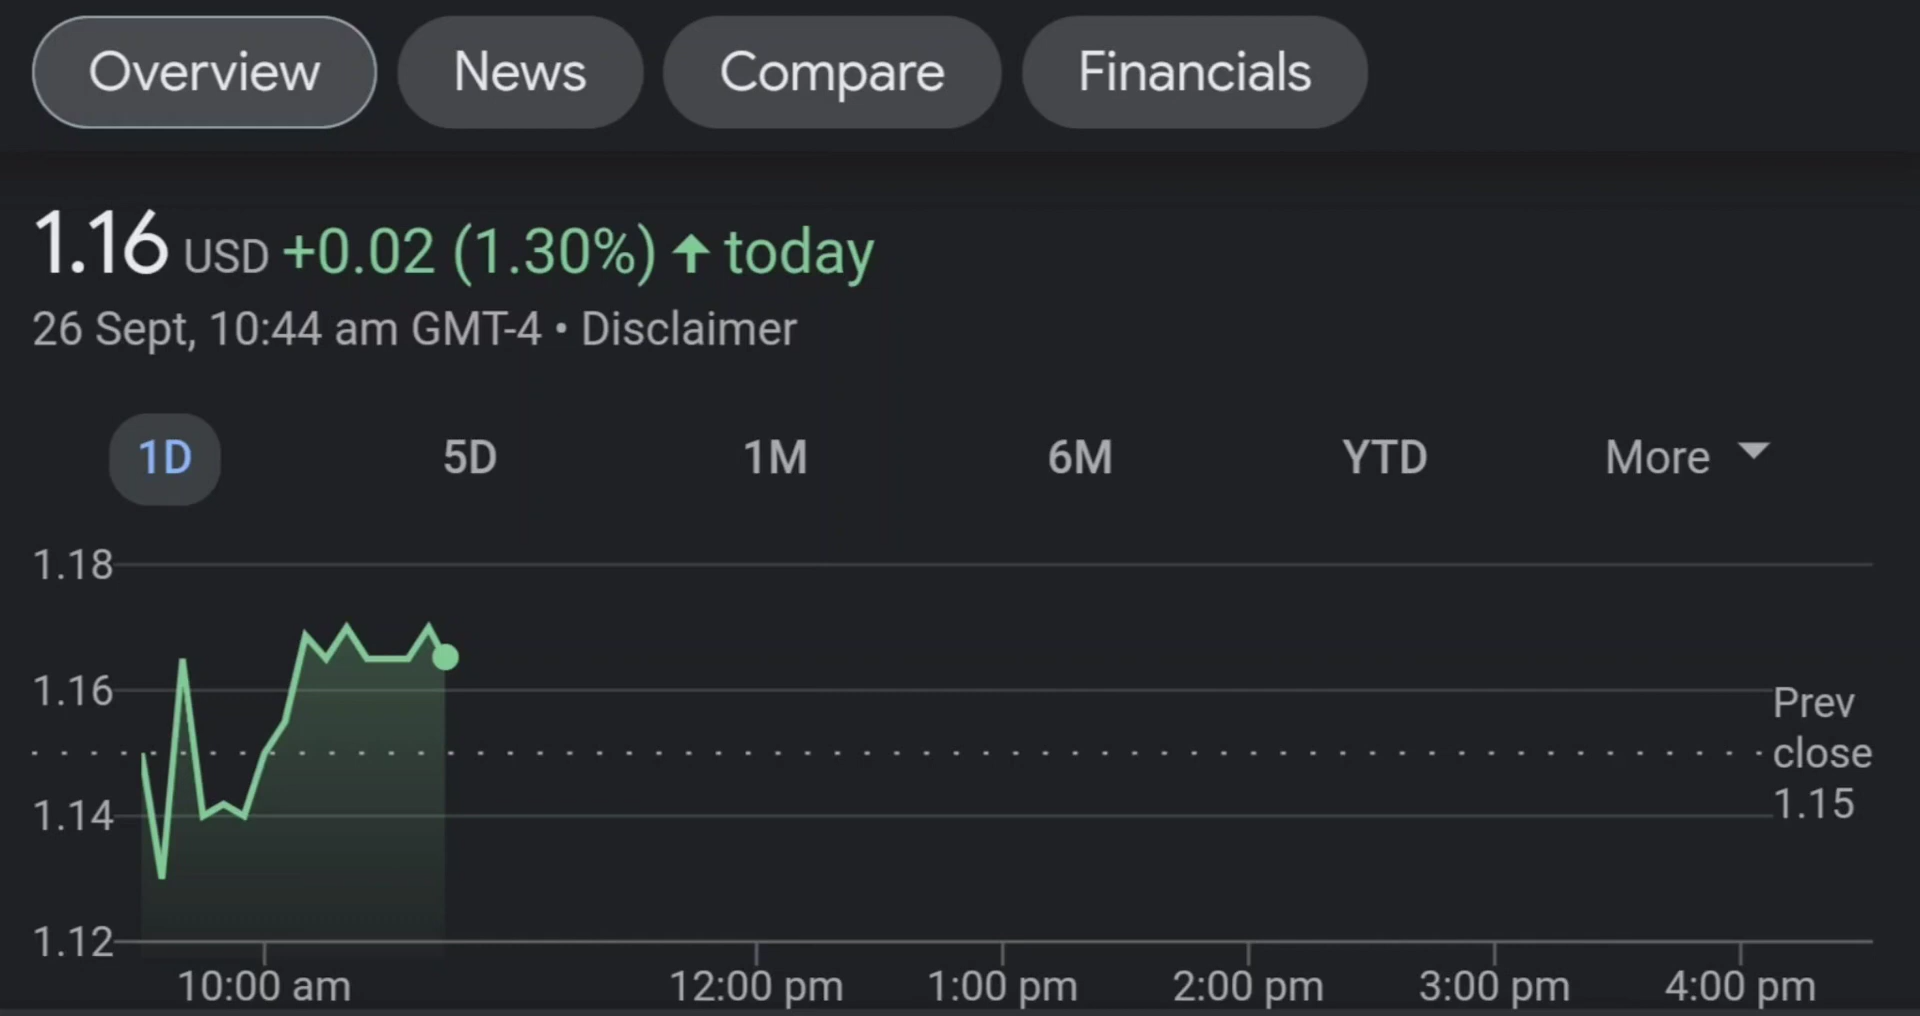 Overview News Compare Financials
1.16 USD +0.02 (1.30%) ↑ today
26 Sept, 10:44 am GMT-4 • Disclaimer
1D 5D 1M 6M YTD More
1.18
1.16
Prev
close
1.15
1.14
1.12
10:00 am 12:00 pm 1:00 pm 2:00 pm 3:00 pm 4:00 pm